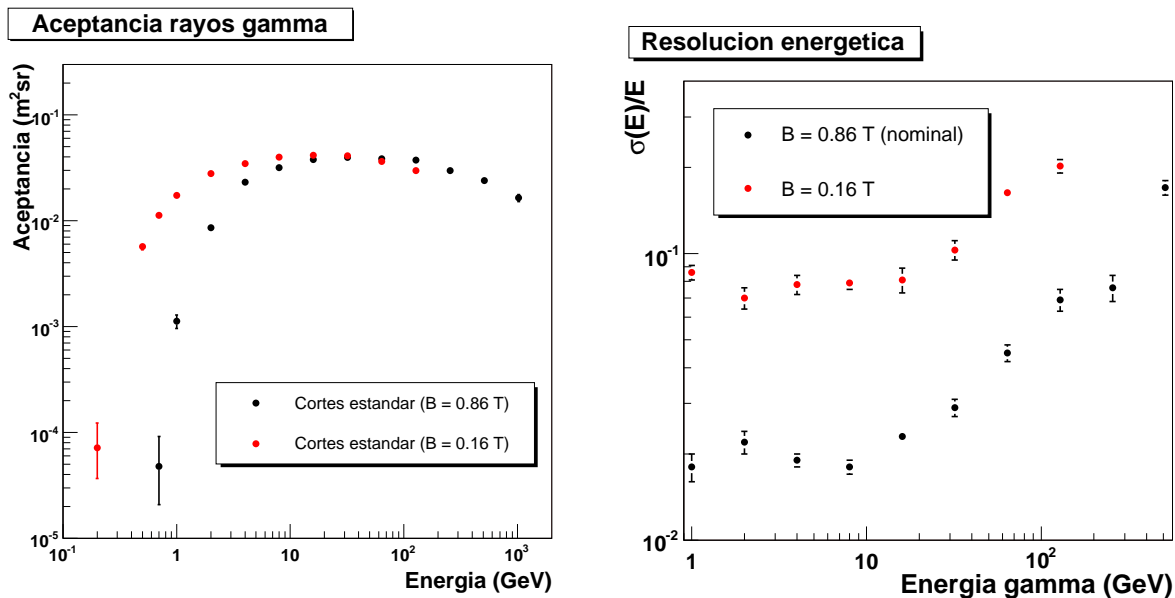 Aceptancia rayos gamma
Aceptancia (m²sr)
10⁻¹
10⁻²
10⁻³
10⁻⁴
10⁻⁵
Cortes estandar (B = 0.86 T)
Cortes estandar (B = 0.16 T)
10⁻¹ 1 10 10² 10³
Energia (GeV)
Resolucion energetica
σ(E)/E
B = 0.86 T (nominal)
B = 0.16 T
10⁻¹
10⁻²
1 10 10²
Energia gamma (GeV)